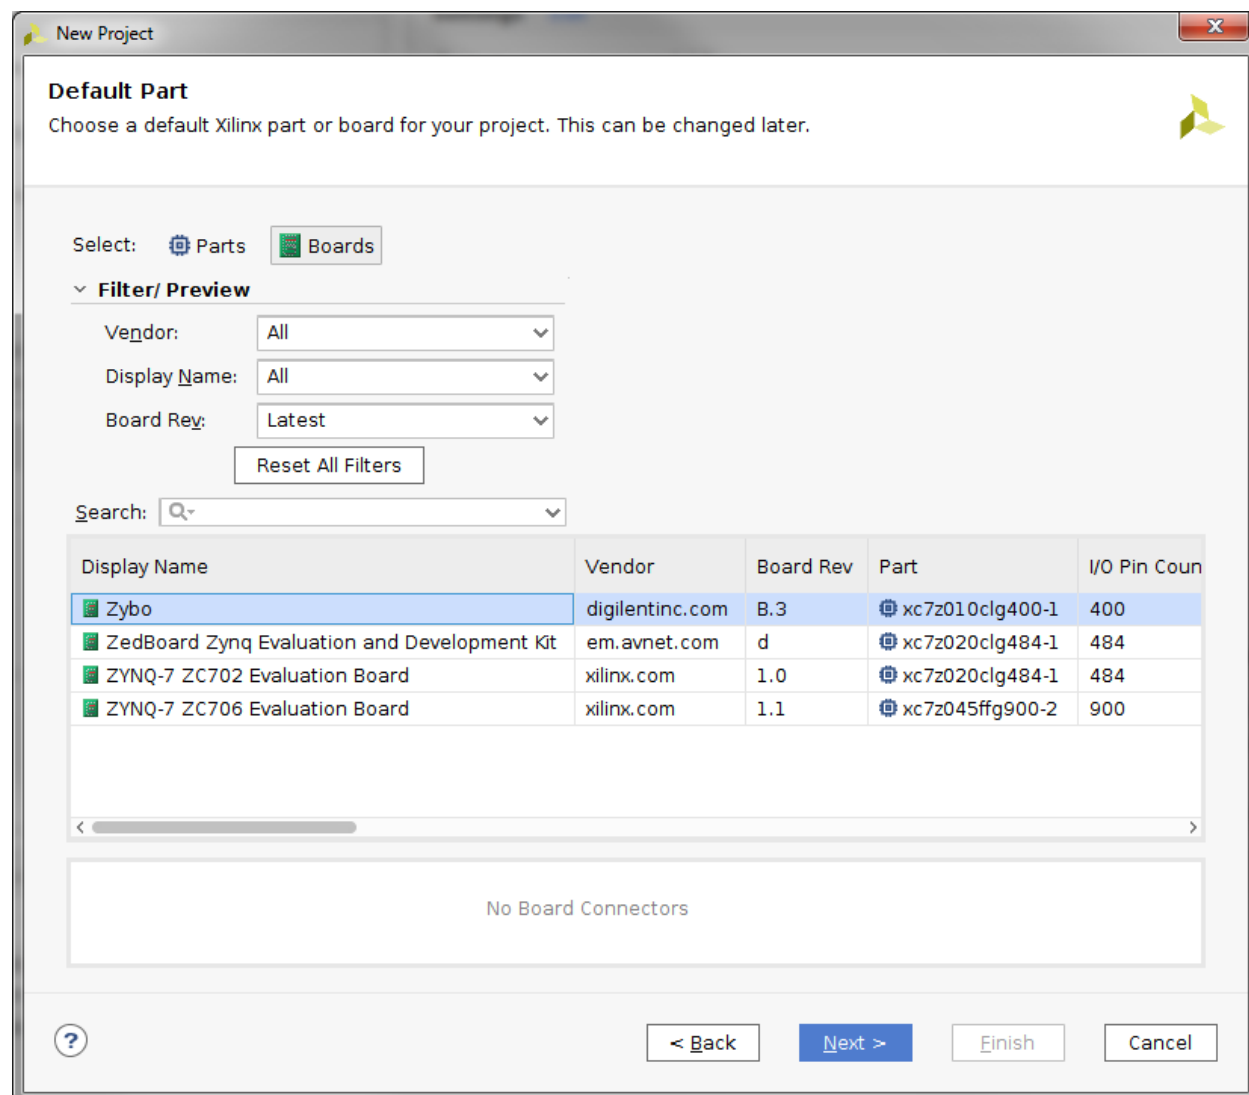 New Project
Default Part
Choose a default Xilinx part or board for your project. This can be changed later.
Select: Parts Boards
Filter/ Preview
Vendor: All
Display Name: All
Board Rev: Latest
Reset All Filters
Search:
Display Name Vendor Board Rev Part I/O Pin Coun
Zybo digilentinc.com B.3 xc7z010clg400-1 400
ZedBoard Zynq Evaluation and Development Kit em.avnet.com d xc7z020clg484-1 484
ZYNQ-7 ZC702 Evaluation Board xilinx.com 1.0 xc7z020clg484-1 484
ZYNQ-7 ZC706 Evaluation Board xilinx.com 1.1 xc7z045ffg900-2 900
No Board Connectors
? < Back Next > Finish Cancel